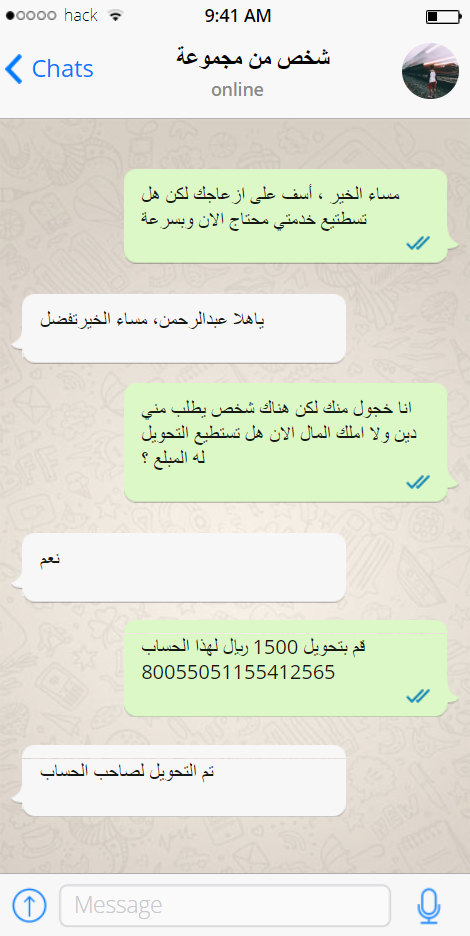 hack 9:41 AM
Chats
شخص من مجموعة
online
مساء الخير ، أسف على ازعاجك لكن هل
تسطتيع خدمتي محتاج الان وبسرعة
ياهلا عبدالرحمن، مساء الخيرتفضل
انا خجول منك لكن هناك شخص يطلب مني
دين ولا املك المال الان هل تستطيع التحويل
له المبلغ ؟
نعم
قم بتحويل 1500 ريال لهذا الحساب
80055051155412565
تم التحويل لصاحب الحساب
Message